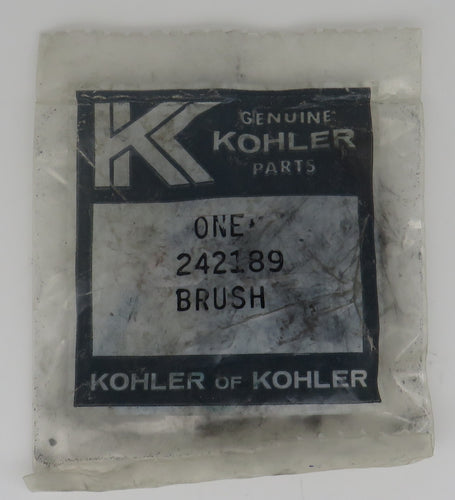 K
GENUINE
KOHLER
PARTS
ONE
242189
BRUSH
KOHLER OF KOHLER